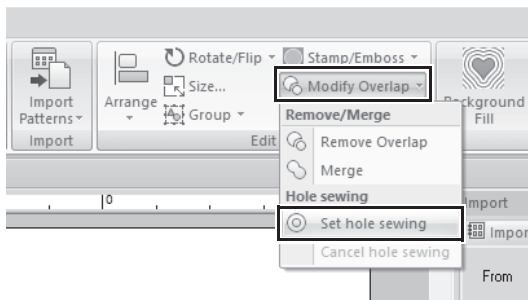 Import
Patterns
Import
Arrange
Rotate/Flip
Size...
Group
Edit
Stamp/Emboss
Modify Overlap
Remove/Merge
Remove Overlap
Merge
Hole sewing
Set hole sewing
Cancel hole sewing
Background
Fill
0
Import
Impor
From